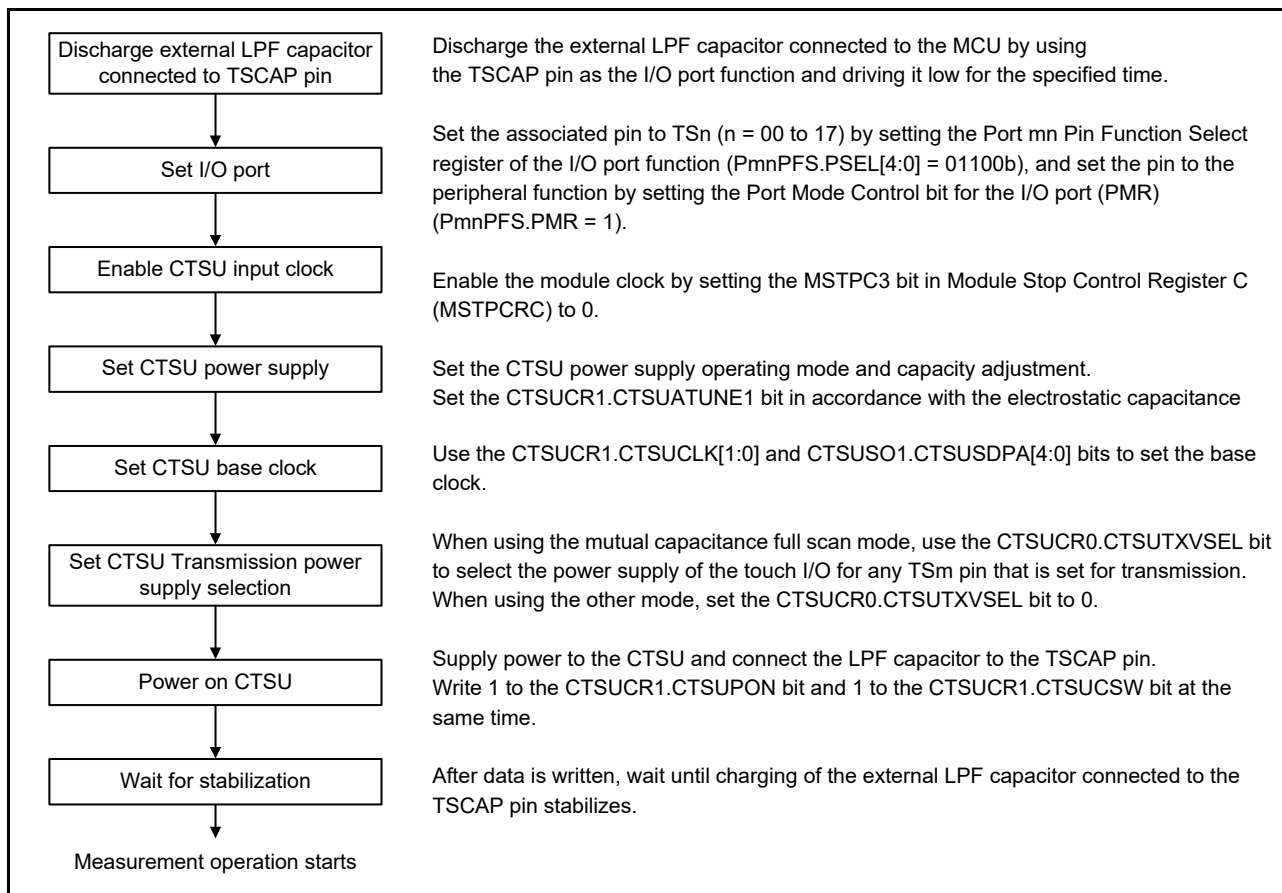 Discharge external LPF capacitor
connected to TSCAP pin
Discharge the external LPF capacitor connected to the MCU by using
the TSCAP pin as the I/O port function and driving it low for the specified time.
Set I/O port
Set the associated pin to TSn (n = 00 to 17) by setting the Port mn Pin Function Select
register of the I/O port function (PmnPFS.PSEL[4:0] = 01100b), and set the pin to the
peripheral function by setting the Port Mode Control bit for the I/O port (PMR)
(PmnPFS.PMR = 1).
Enable CTSU input clock
Enable the module clock by setting the MSTPC3 bit in Module Stop Control Register C
(MSTPCRC) to 0.
Set CTSU power supply
Set the CTSU power supply operating mode and capacity adjustment.
Set the CTSUCR1.CTSUATUNE1 bit in accordance with the electrostatic capacitance
Set CTSU base clock
Use the CTSUCR1.CTSUCLK[1:0] and CTSUSO1.CTSUSDPA[4:0] bits to set the base
clock.
Set CTSU Transmission power
supply selection
When using the mutual capacitance full scan mode, use the CTSUCR0.CTSUTXVSEL bit
to select the power supply of the touch I/O for any TSm pin that is set for transmission.
When using the other mode, set the CTSUCR0.CTSUTXVSEL bit to 0.
Power on CTSU
Supply power to the CTSU and connect the LPF capacitor to the TSCAP pin.
Write 1 to the CTSUCR1.CTSUPON bit and 1 to the CTSUCR1.CTSUCSW bit at the
same time.
Wait for stabilization
After data is written, wait until charging of the external LPF capacitor connected to the
TSCAP pin stabilizes.
Measurement operation starts